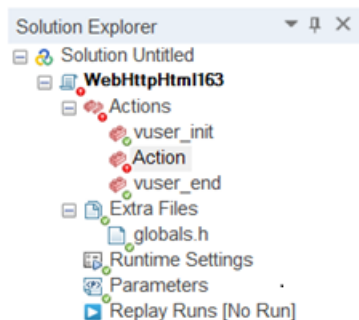 Solution Explorer
Solution Untitled
WebHttpHtml163
Actions
vuser_init
Action
vuser_end
Extra Files
globals.h
Runtime Settings
Parameters
Replay Runs [No Run]